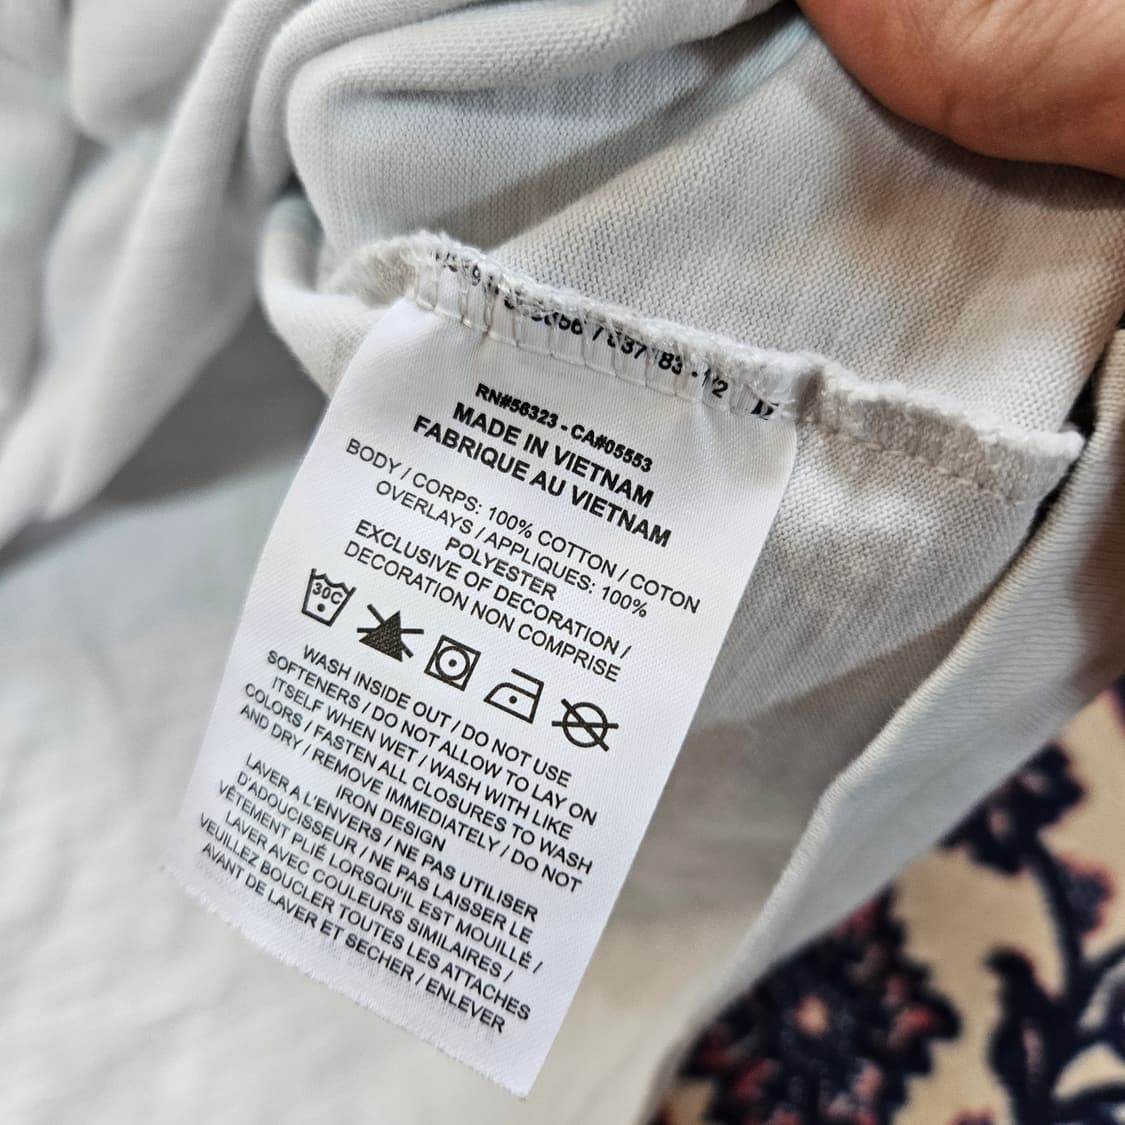 RN#56323 - CA#05553
MADE IN VIETNAM
FABRIQUE AU VIETNAM
BODY / CORPS: 100% COTTON / COTON
OVERLAYS / APPLIQUES: 100%
POLYESTER
EXCLUSIVE OF DECORATION /
DECORATION NON COMPRISE
30C
WASH INSIDE OUT / DO NOT USE
SOFTENERS / DO NOT ALLOW TO LAY ON
ITSELF WHEN WET / WASH WITH LIKE
COLORS / FASTEN ALL CLOSURES TO WASH
AND DRY / REMOVE IMMEDIATELY / DO NOT
IRON DESIGN
LAVER A L'ENVERS / NE PAS UTILISER
D'ADOUCISSEUR / NE PAS LAISSER LE
VÊTEMENT PLIÉ LORSQU'IL EST MOUILLÉ /
LAVER AVEC COULEURS SIMILAIRES /
VEUILLEZ BOUCLER TOUTES LES ATTACHES
AVANT DE LAVER ET SECHER / ENLEVER